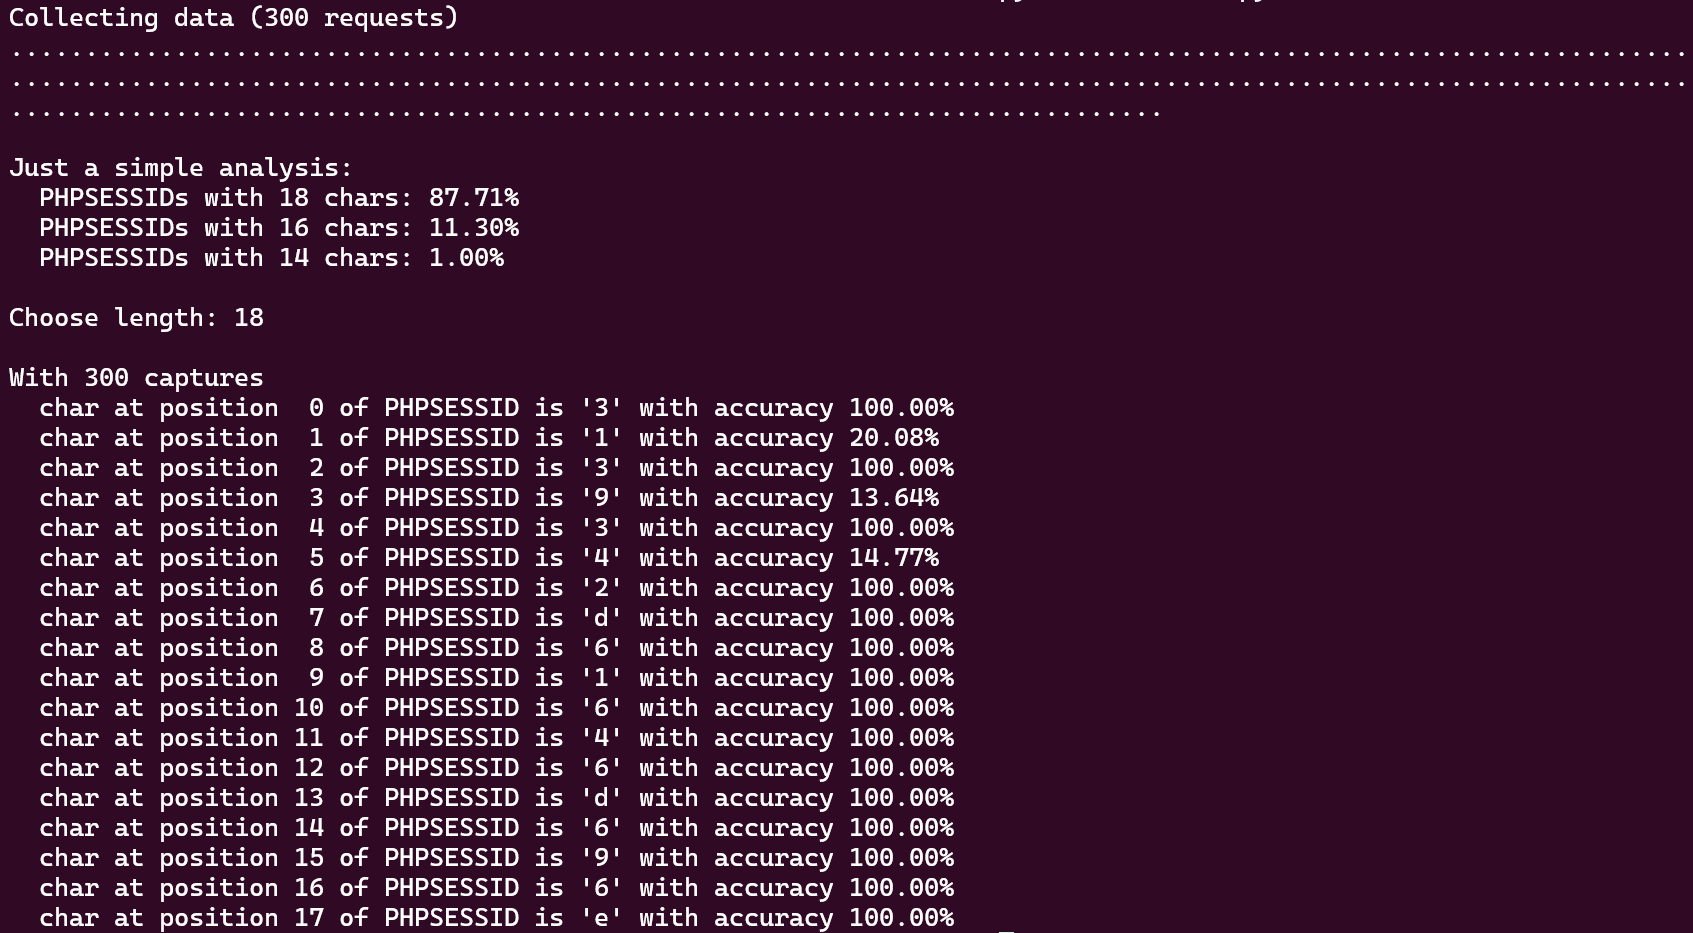 Collecting data (300 requests)
................................................................................................................
................................................................................................................
.............................................................................

Just a simple analysis:
  PHPSESSIDs with 18 chars: 87.71%
  PHPSESSIDs with 16 chars: 11.30%
  PHPSESSIDs with 14 chars: 1.00%

Choose length: 18

With 300 captures
  char at position  0 of PHPSESSID is '3' with accuracy 100.00%
  char at position  1 of PHPSESSID is '1' with accuracy 20.08%
  char at position  2 of PHPSESSID is '3' with accuracy 100.00%
  char at position  3 of PHPSESSID is '9' with accuracy 13.64%
  char at position  4 of PHPSESSID is '3' with accuracy 100.00%
  char at position  5 of PHPSESSID is '4' with accuracy 14.77%
  char at position  6 of PHPSESSID is '2' with accuracy 100.00%
  char at position  7 of PHPSESSID is 'd' with accuracy 100.00%
  char at position  8 of PHPSESSID is '6' with accuracy 100.00%
  char at position  9 of PHPSESSID is '1' with accuracy 100.00%
  char at position 10 of PHPSESSID is '6' with accuracy 100.00%
  char at position 11 of PHPSESSID is '4' with accuracy 100.00%
  char at position 12 of PHPSESSID is '6' with accuracy 100.00%
  char at position 13 of PHPSESSID is 'd' with accuracy 100.00%
  char at position 14 of PHPSESSID is '6' with accuracy 100.00%
  char at position 15 of PHPSESSID is '9' with accuracy 100.00%
  char at position 16 of PHPSESSID is '6' with accuracy 100.00%
  char at position 17 of PHPSESSID is 'e' with accuracy 100.00%